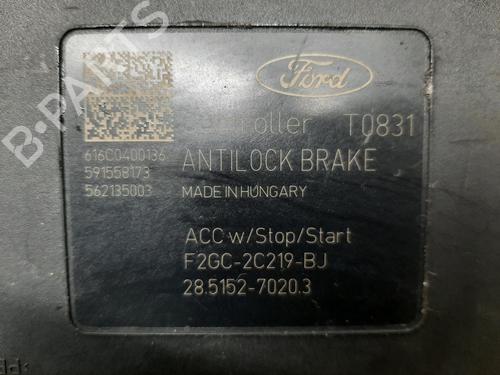 Ford
Controller T0831
616C0400136
ANTILOCK BRAKE
591558173
562135003
MADE IN HUNGARY
ACC w/Stop/Start
F2GC-2C219-BJ
28.5152-7020.3
B-PARTS